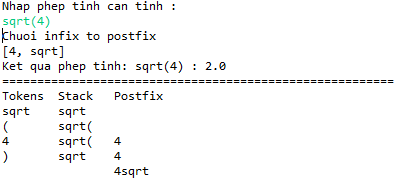 Nhap phep tinh can tinh :
sqrt(4)
Chuoi infix to postfix
[4, sqrt]
Ket qua phep tinh: sqrt(4) : 2.0
========================================================
Tokens  Stack   Postfix
sqrt    sqrt
(       sqrt(
4       sqrt(   4
)       sqrt    4
                4sqrt